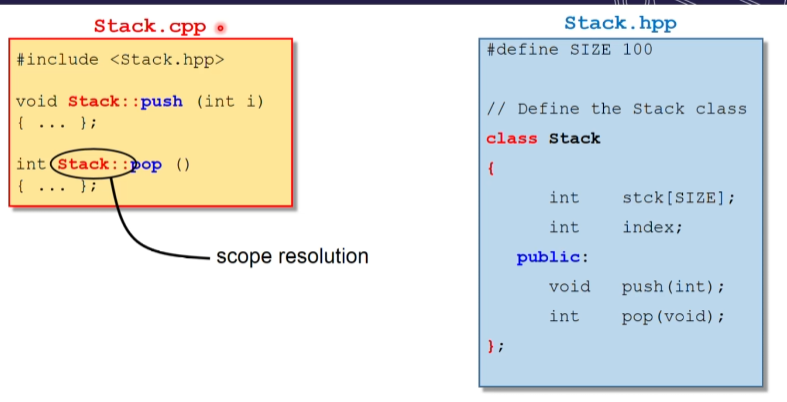 Stack.cpp
#include <Stack.hpp>
void Stack::push (int i)
{ ... };
int Stack::pop ()
{ ... };
scope resolution
Stack.hpp
#define SIZE 100
// Define the Stack class
class Stack
{
int stck[SIZE];
int index;
public:
void push(int);
int pop(void);
};